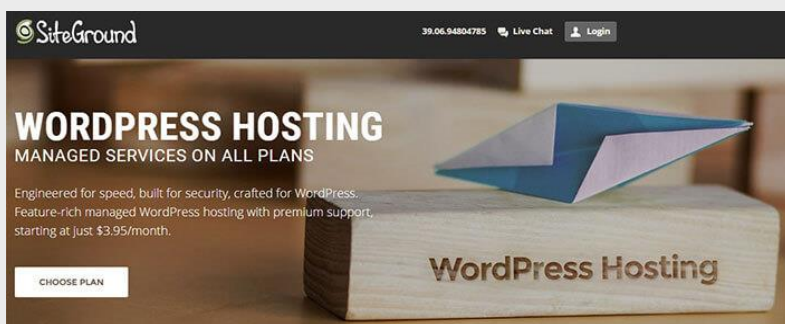 SiteGround
39.06.94804785 Live Chat Login
WORDPRESS HOSTING
MANAGED SERVICES ON ALL PLANS
Engineered for speed, built for security, crafted for WordPress.
Feature-rich managed WordPress hosting with premium support,
starting at just $3.95/month.
CHOOSE PLAN
WordPress Hosting